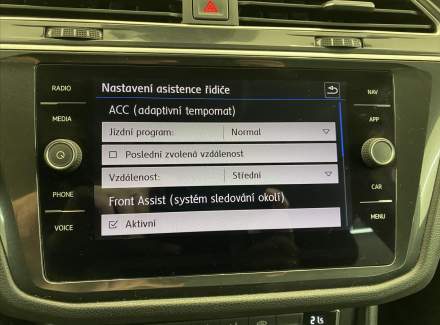 Nastavení asistence řidiče
RADIO
NAV
ACC (adaptivní tempomat)
MEDIA
APP
Jízdní program: Normal
Poslední zvolená vzdálenost
Vzdálenost: Střední
PHONE
CAR
Front Assist (systém sledování okolí)
MENU
VOICE
Aktivní